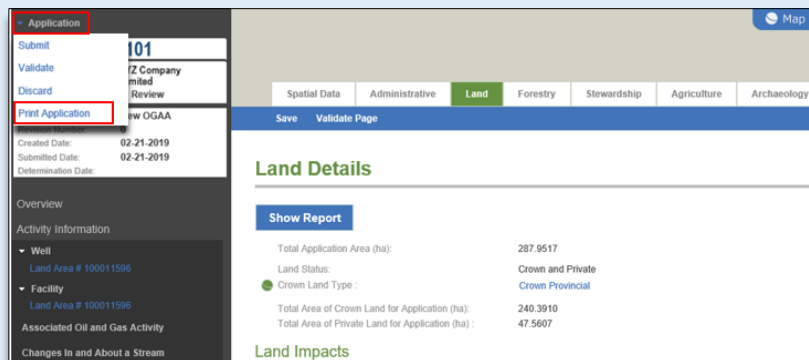 Application
Submit
Validate
Discard
Print Application
101
YZ Company
mited
Review
ew OGAA
Revision Number: 0
Created Date: 02-21-2019
Submitted Date: 02-21-2019
Determination Date:
Overview
Activity Information
Well
Land Area # 100011596
Facility
Land Area # 100011596
Associated Oil and Gas Activity
Changes In and About a Stream
Map
Spatial Data Administrative Land Forestry Stewardship Agriculture Archaeology
Save Validate Page
Land Details
Show Report
Total Application Area (ha): 287.9517
Land Status: Crown and Private
Crown Land Type : Crown Provincial
Total Area of Crown Land for Application (ha): 240.3910
Total Area of Private Land for Application (ha) : 47.5607
Land Impacts